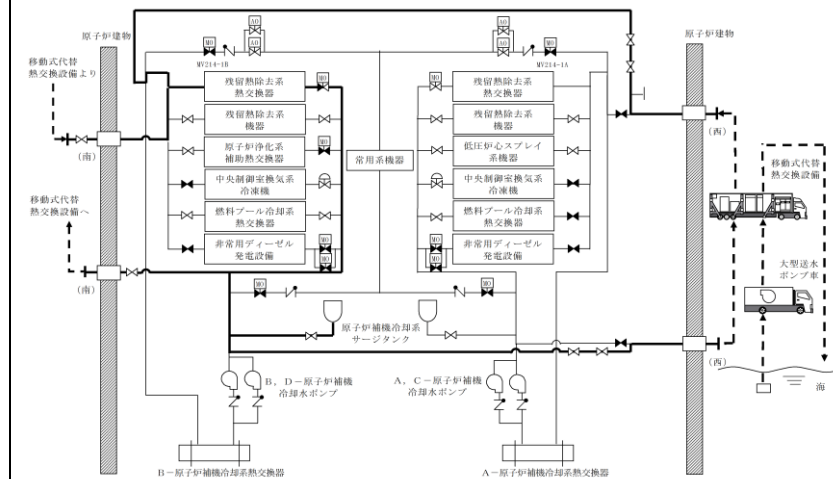 原子炉建物
移動式代替
熱交換設備より
(南)
移動式代替
熱交換設備へ
(南)
MO
AO
AO
MV214-1B
残留熱除去系
熱交換器
MO
残留熱除去系
機器
原子炉浄化系
補助熱交換器
MO
中央制御室換気系
冷凍機
燃料プール冷却系
熱交換器
非常用ディーゼル
発電設備
MO
MO
常用系機器
AO
AO
MO
MV214-1A
MO
残留熱除去系
熱交換器
残留熱除去系
機器
低圧炉心スプレイ
系機器
中央制御室換気系
冷凍機
燃料プール冷却系
熱交換器
MO
MO
非常用ディーゼル
発電設備
MO
MO
原子炉補機冷却系
サージタンク
B,D-原子炉補機
冷却水ポンプ
A,C-原子炉補機
冷却水ポンプ
B-原子炉補機冷却系熱交換器
A-原子炉補機冷却系熱交換器
原子炉建物
(西)
(西)
移動式代替
熱交換設備
大型送水
ポンプ車
海